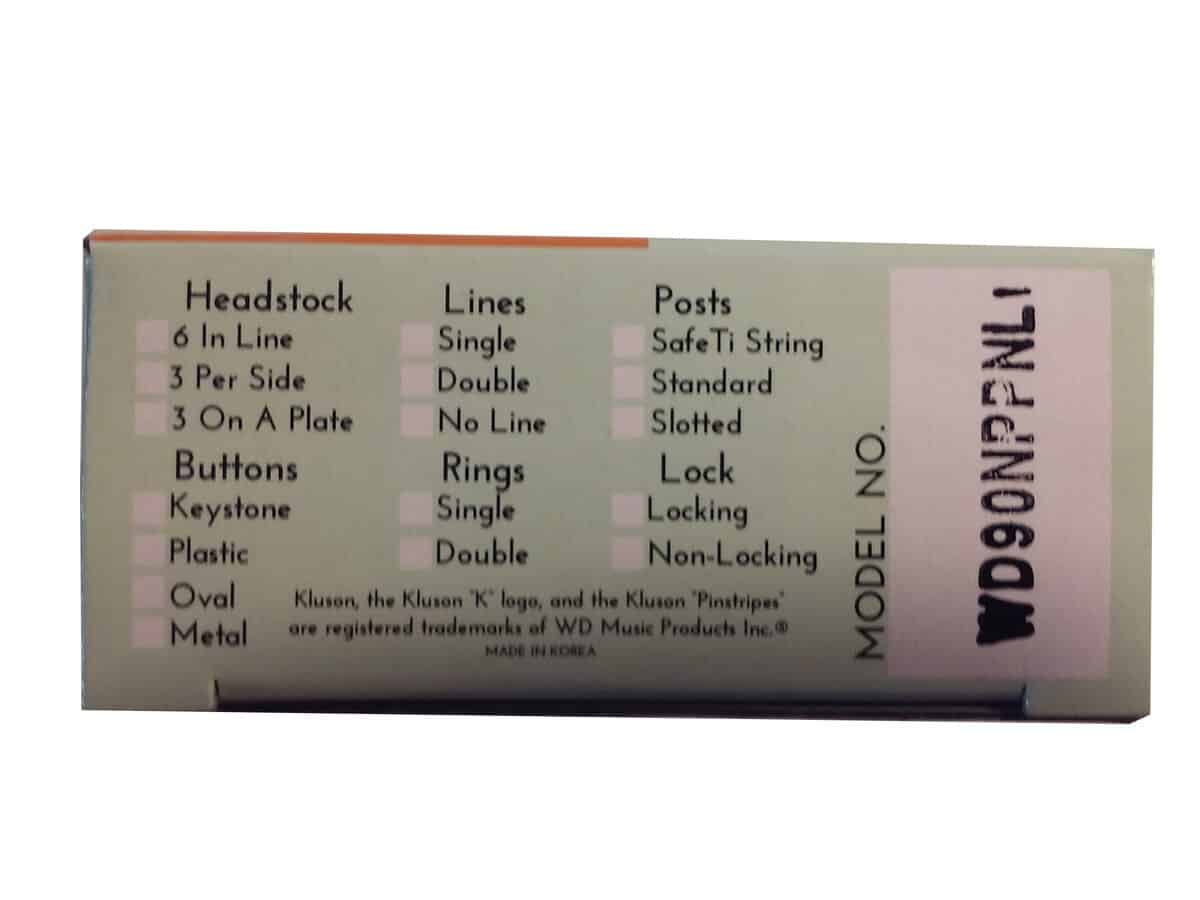 Headstock
6 In Line
3 Per Side
3 On A Plate
Lines
Single
Double
No Line
Posts
SafeTi String
Standard
Slotted
Buttons
Keystone
Plastic
Oval
Metal
Rings
Single
Double
Lock
Locking
Non-Locking
Kluson, the Kluson "K" logo, and the Kluson "Pinstripes"
are registered trademarks of WD Music Products Inc.®
MADE IN KOREA
MODEL NO.
WD90NPPNLI